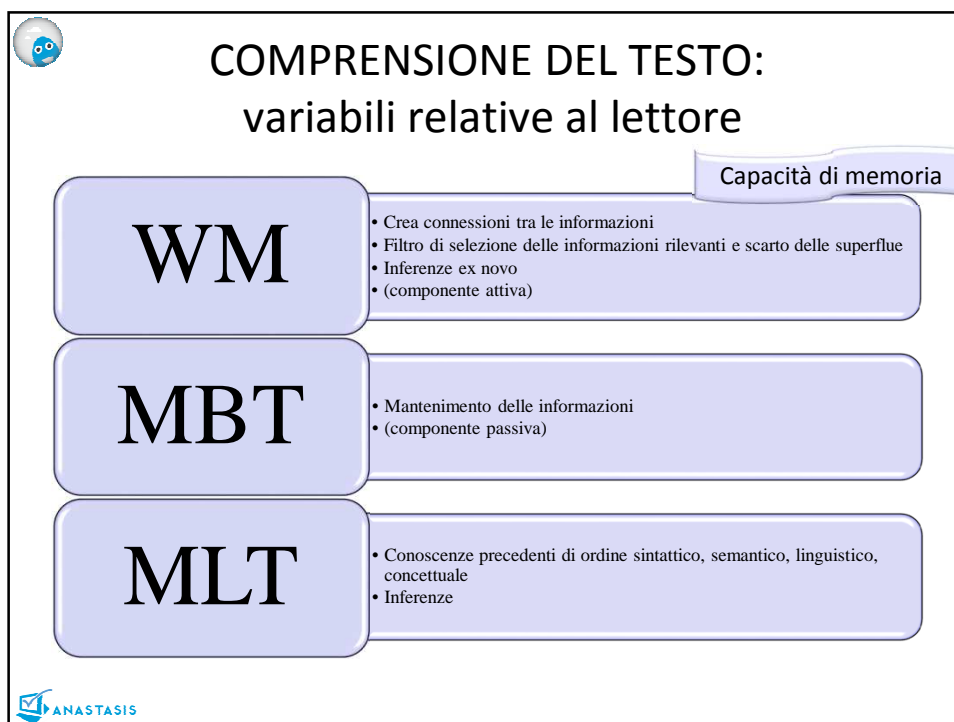 COMPRENSIONE DEL TESTO:
variabili relative al lettore
Capacità di memoria
WM
• Crea connessioni tra le informazioni
• Filtro di selezione delle informazioni rilevanti e scarto delle superflue
• Inferenze ex novo
• (componente attiva)
MBT
• Mantenimento delle informazioni
• (componente passiva)
MLT
• Conoscenze precedenti di ordine sintattico, semantico, linguistico,
concettuale
• Inferenze
ANASTASIS